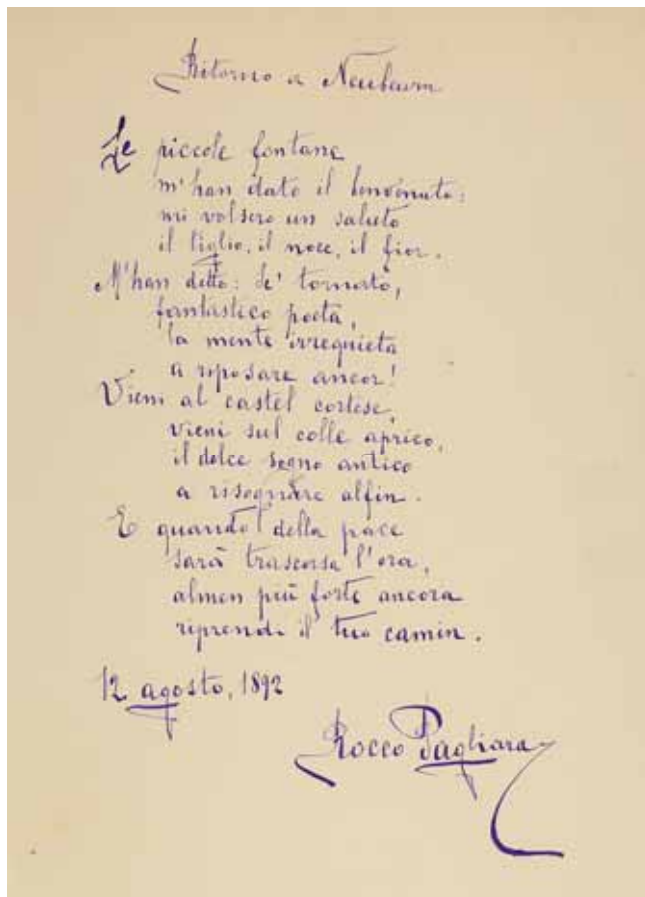 Ritorno a Neubeurn
Le piccole fontane
m'han dato il benvenuto:
mi volsero un saluto
il tiglio, il noce, il fior.
M'han detto: se' tornato,
fantastico poeta,
la mente irrequieta
a riposare ancor!
Vieni al castel cortese,
vieni sul colle aprico,
il dolce sogno antico
a risognare alfin.
E quando della pace
sarà trascorsa l'ora,
almen più forte ancora
riprendi il tuo camin.
12 agosto, 1892
Rocco Pagliara